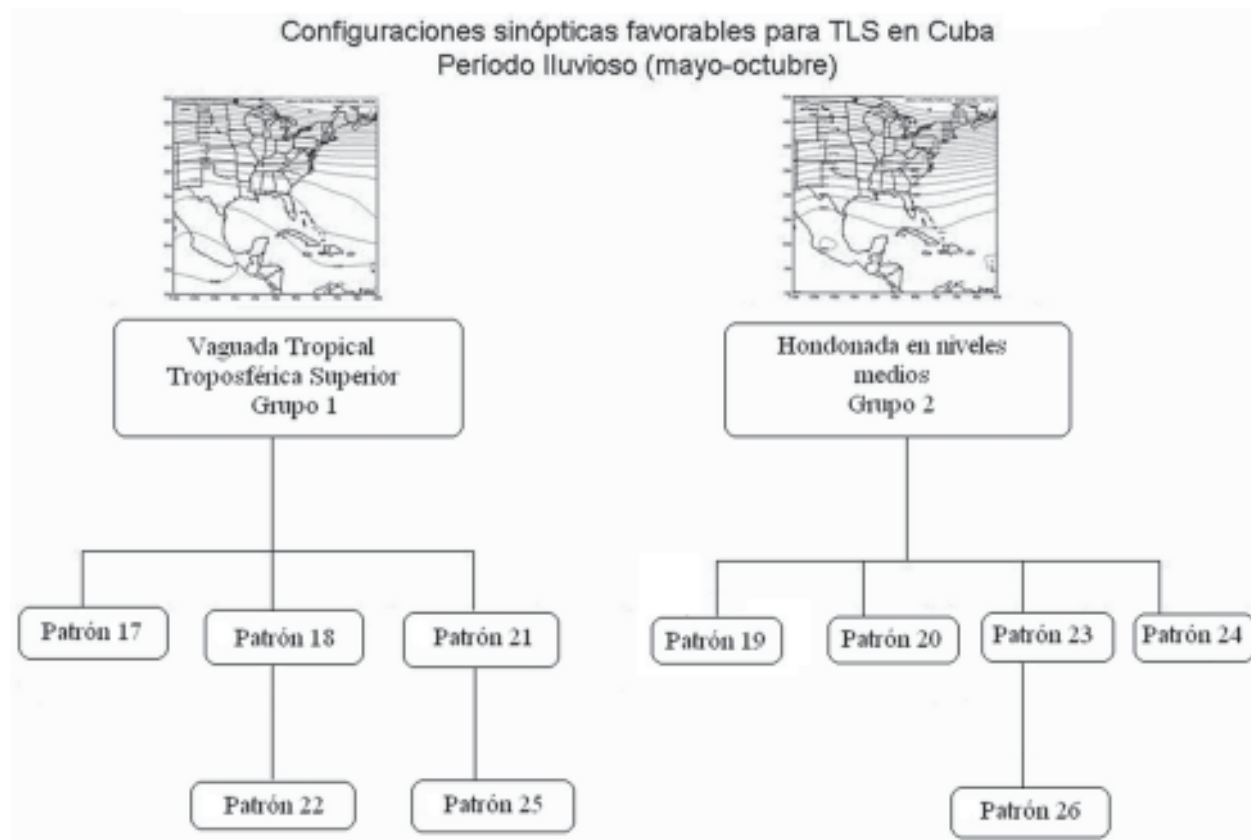 Configuraciones sinópticas favorables para TLS en Cuba
Período lluvioso (mayo-octubre)
Vaguada Tropical
Troposférica Superior
Grupo 1
Hondonada en niveles
medios
Grupo 2
Patrón 17
Patrón 18
Patrón 21
Patrón 19
Patrón 20
Patrón 23
Patrón 24
Patrón 22
Patrón 25
Patrón 26